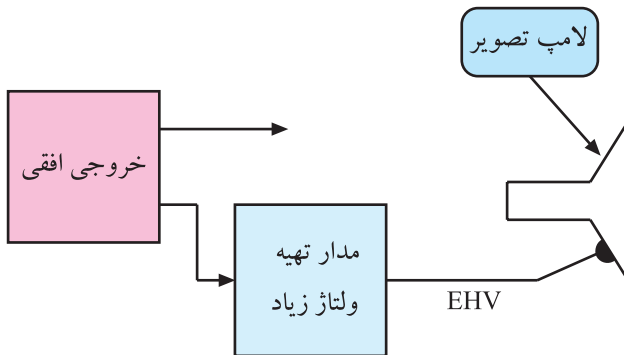 لامپ تصویر
خروجی افقی
مدار تهیه
ولتاژ زیاد
EHV